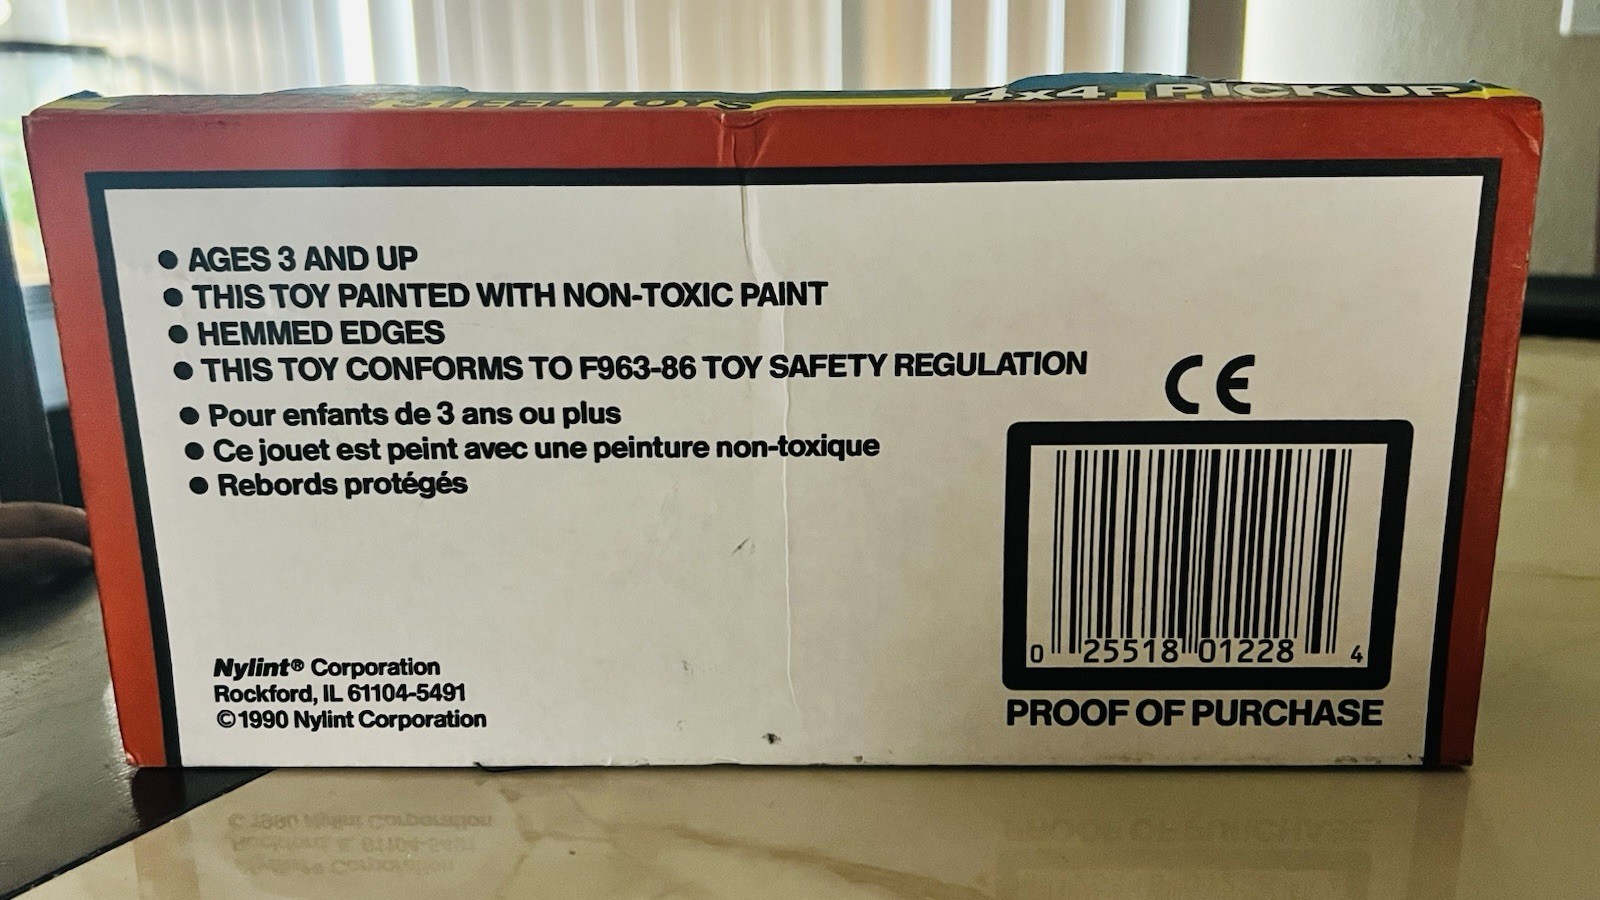 STEEL TOYS
4x4 PICKUP
● AGES 3 AND UP
● THIS TOY PAINTED WITH NON-TOXIC PAINT
● HEMMED EDGES
● THIS TOY CONFORMS TO F963-86 TOY SAFETY REGULATION
● Pour enfants de 3 ans ou plus
● Ce jouet est peint avec une peinture non-toxique
● Rebords protégés
CE
0 25518 01228 4
PROOF OF PURCHASE
Nylint® Corporation
Rockford, IL 61104-5491
©1990 Nylint Corporation